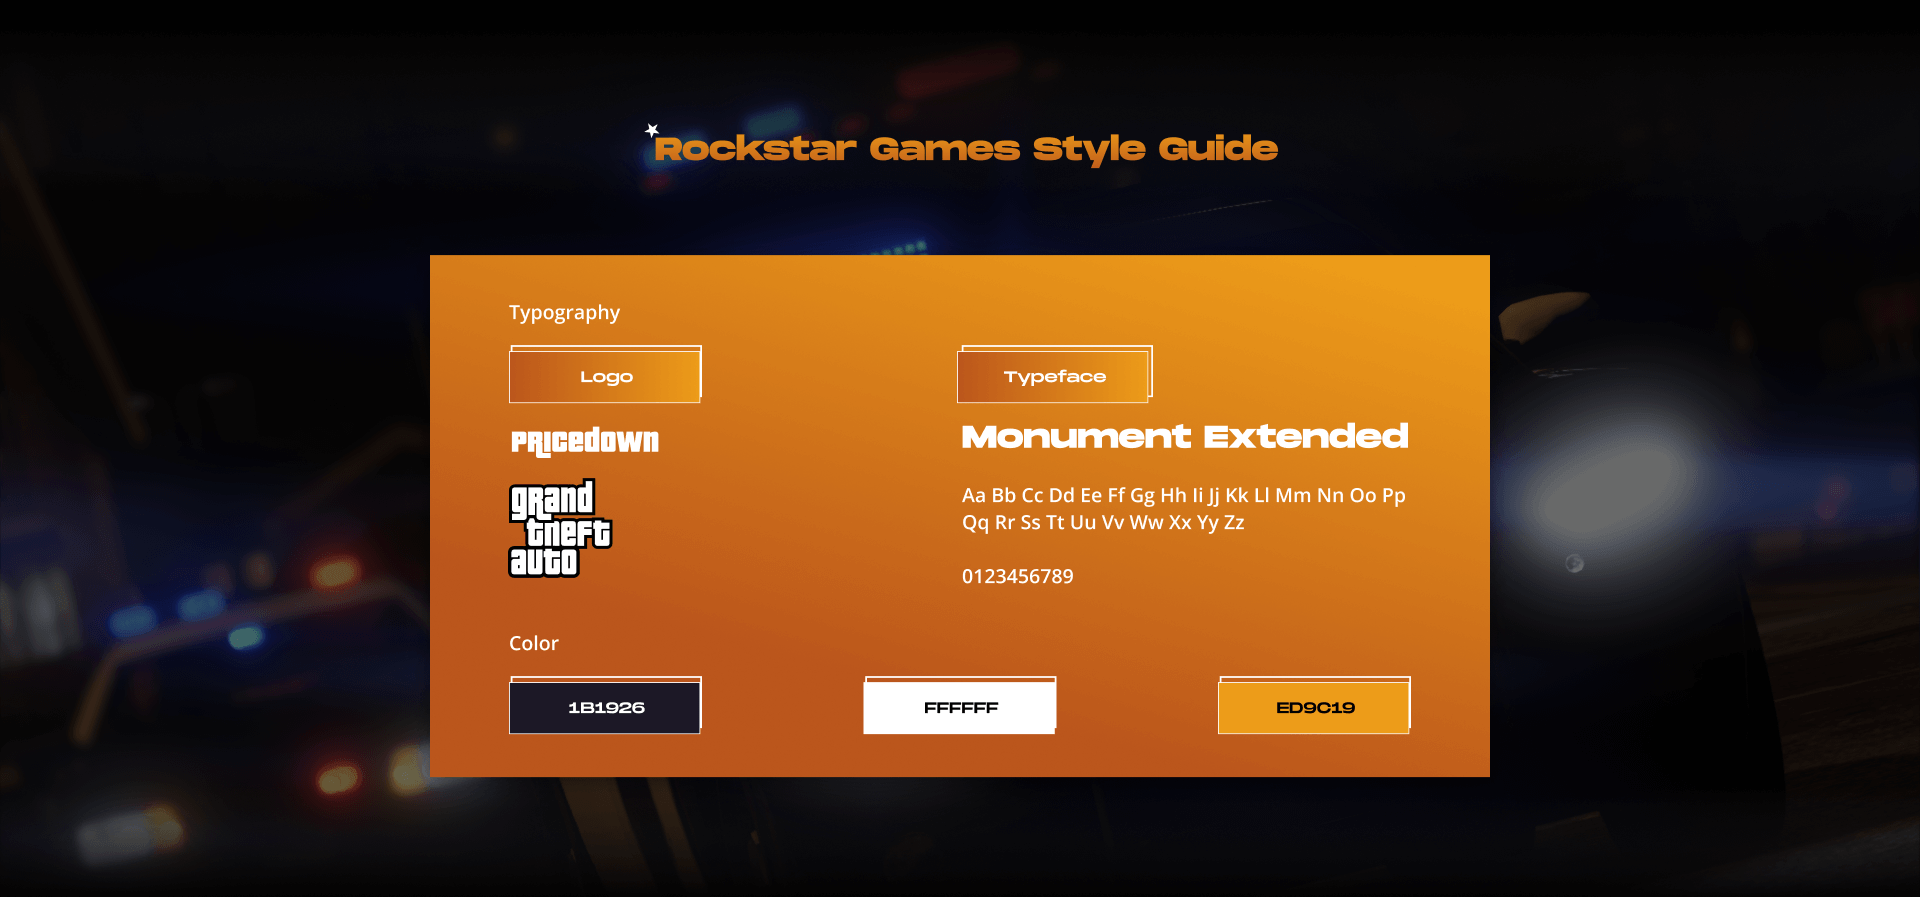 Rockstar Games Style Guide
Typography
Logo
Typeface
Pricedown
Monument Extended
grand
theft
auto
Aa Bb Cc Dd Ee Ff Gg Hh Ii Jj Kk Ll Mm Nn Oo Pp
Qq Rr Ss Tt Uu Vv Ww Xx Yy Zz
0123456789
Color
1B1926
FFFFFF
ED9C19